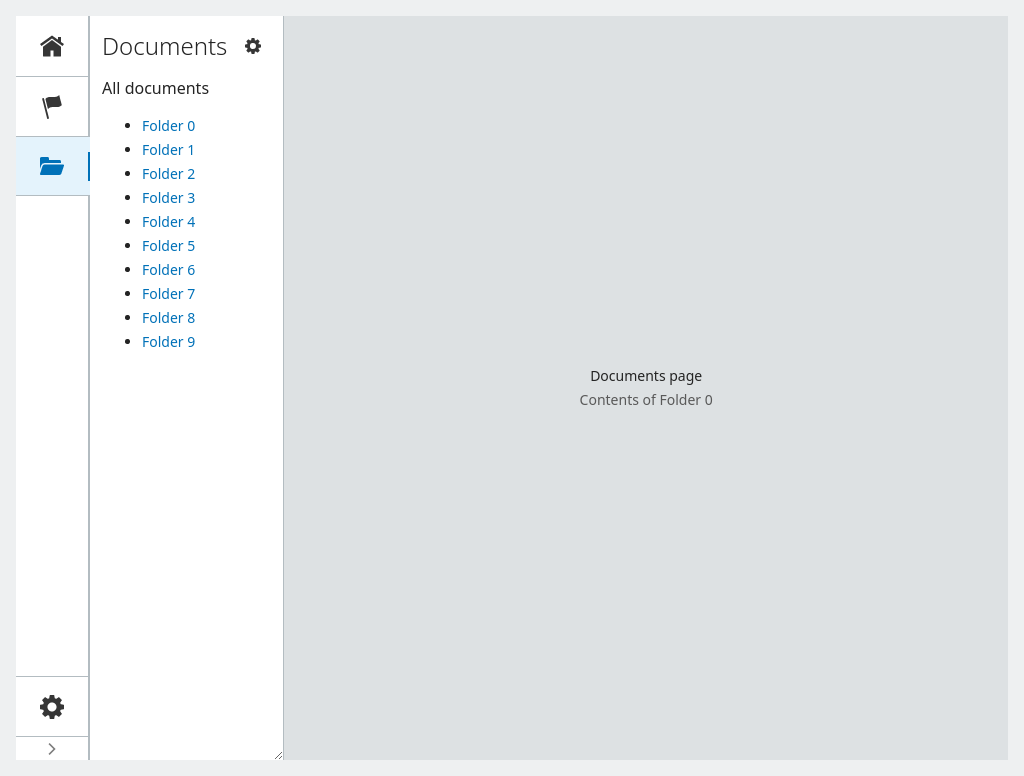 Documents
All documents
Folder 0
Folder 1
Folder 2
Folder 3
Folder 4
Folder 5
Folder 6
Folder 7
Folder 8
Folder 9
Documents page
Contents of Folder 0